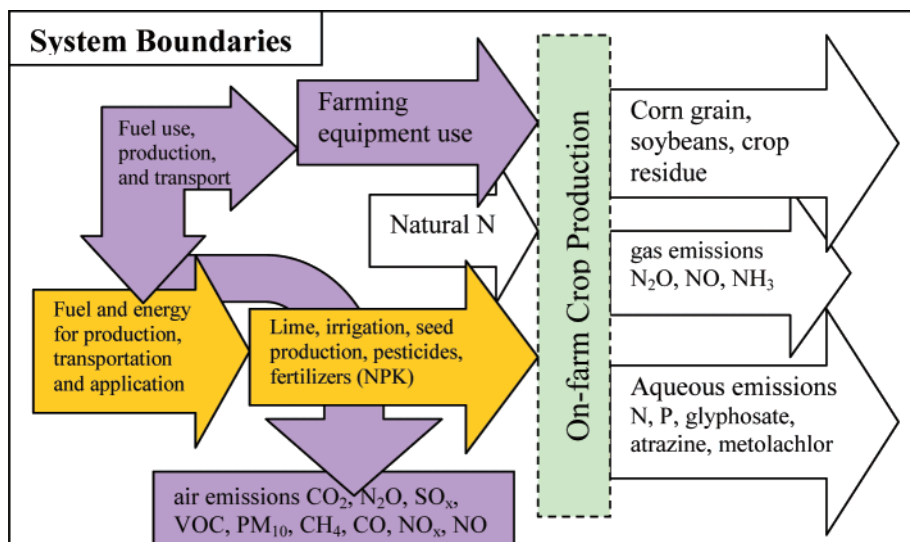 System Boundaries
Fuel use,
production,
and transport
Farming
equipment use
Natural N
Fuel and energy
for production,
transportation
and application
Lime, irrigation, seed
production, pesticides,
fertilizers (NPK)
air emissions CO₂, N₂O, SOₓ,
VOC, PM₁₀, CH₄, CO, NOₓ, NO
On-farm Crop Production
Corn grain,
soybeans, crop
residue
gas emissions
N₂O, NO, NH₃
Aqueous emissions
N, P, glyphosate,
atrazine, metolachlor